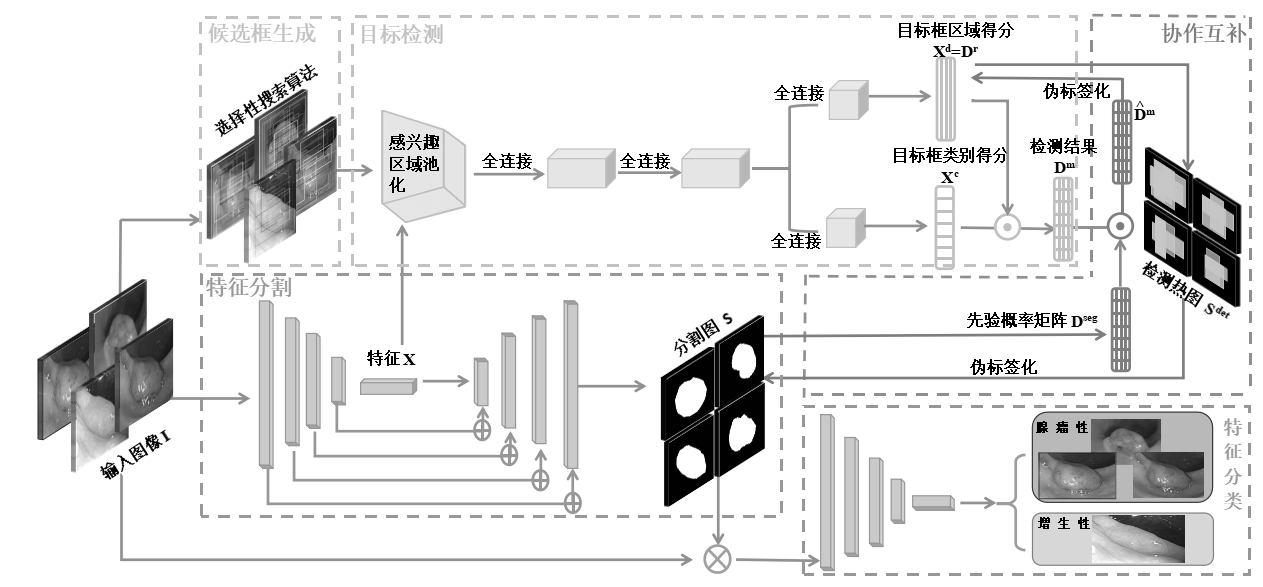 候选框生成
目标检测
协作互补
选择性搜索算法
感兴趣
区域池
化
全连接
全连接
全连接
全连接
目标框区域得分
Xᵈ=Dʳ
目标框类别得分
Xᶜ
检测结果
Dᵐ
伪标签化
D̂ᵐ
检测热图 Sᵈᵉᵗ
特征分割
特征 X
分割图 S
先验概率矩阵 Dˢᵉᵍ
伪标签化
输入图像 I
特征分类
腺瘤性
增生性